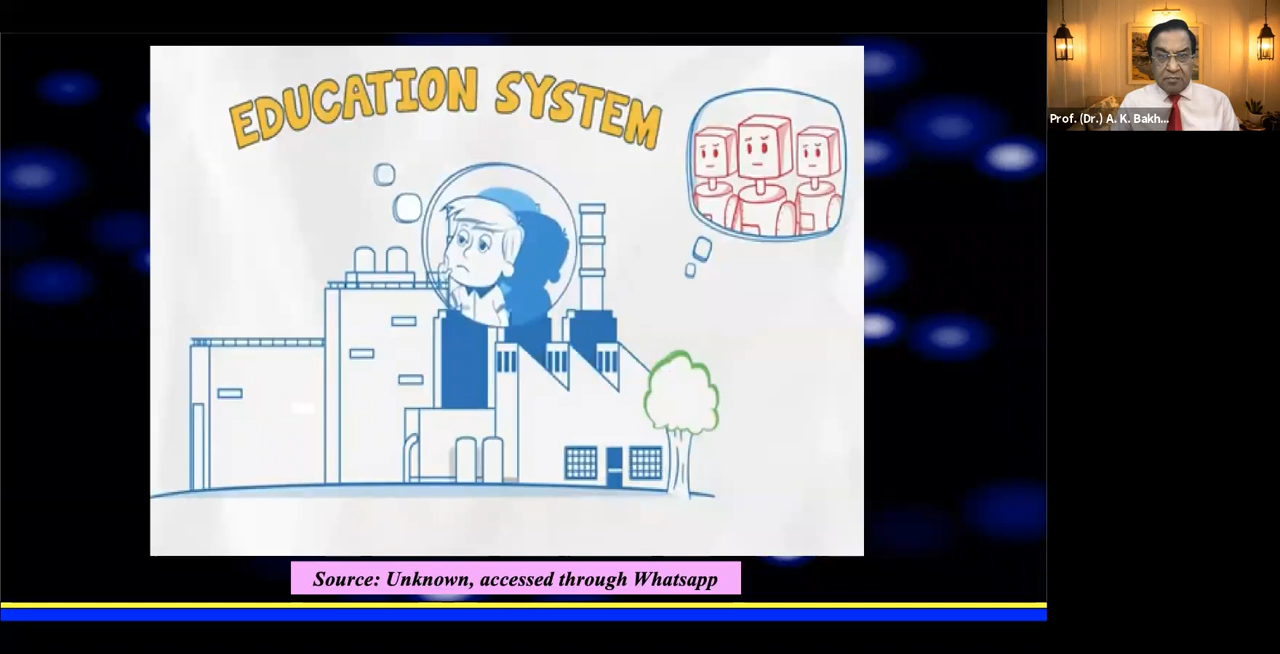 EDUCATION SYSTEM
Prof. (Dr.) A. K. Bakh...
Source: Unknown, accessed through Whatsapp